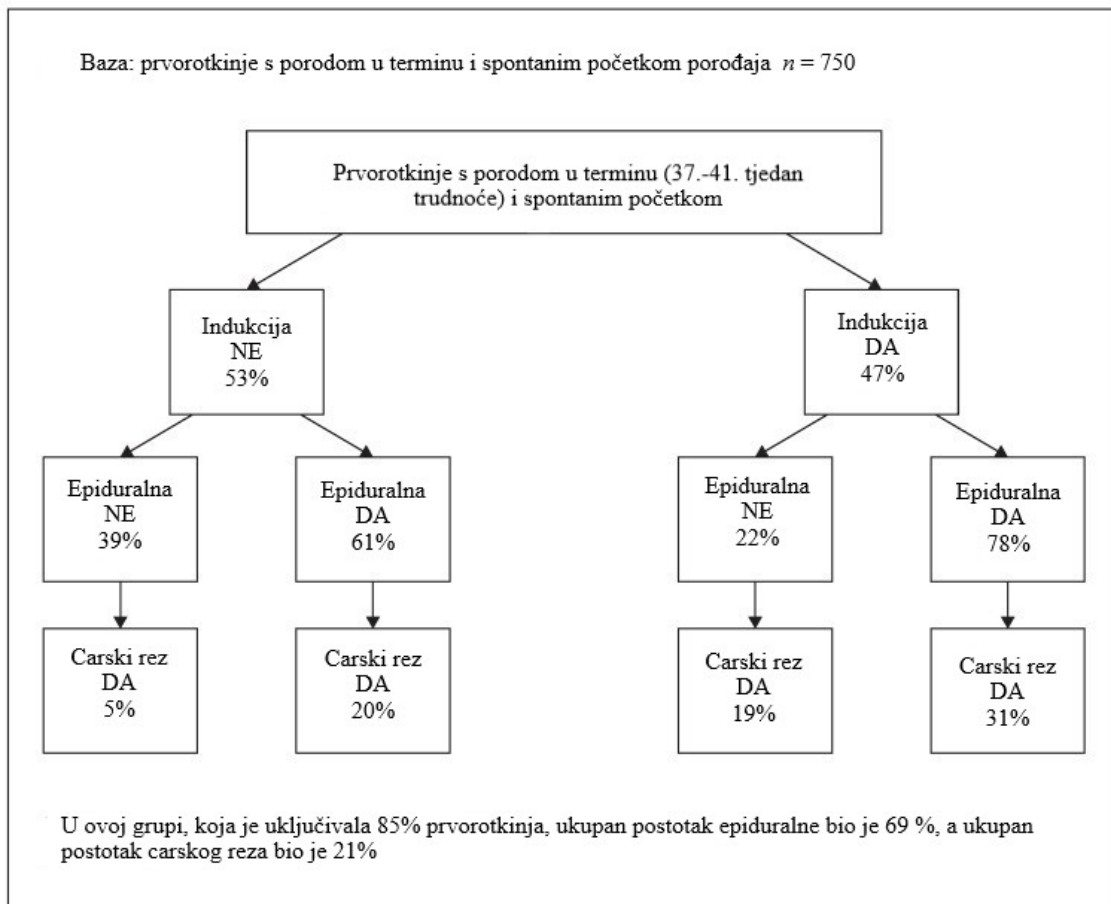 Baza: prvorotkinje s porodom u terminu i spontanim početkom porođaja n = 750
Prvorotkinje s porodom u terminu (37.-41. tjedan
trudnoće) i spontanim početkom
Indukcija
NE
53%
Indukcija
DA
47%
Epiduralna
NE
39%
Epiduralna
DA
61%
Epiduralna
NE
22%
Epiduralna
DA
78%
Carski rez
DA
5%
Carski rez
DA
20%
Carski rez
DA
19%
Carski rez
DA
31%
U ovoj grupi, koja je uključivala 85% prvorotkinja, ukupan postotak epiduralne bio je 69 %, a ukupan
postotak carskog reza bio je 21%